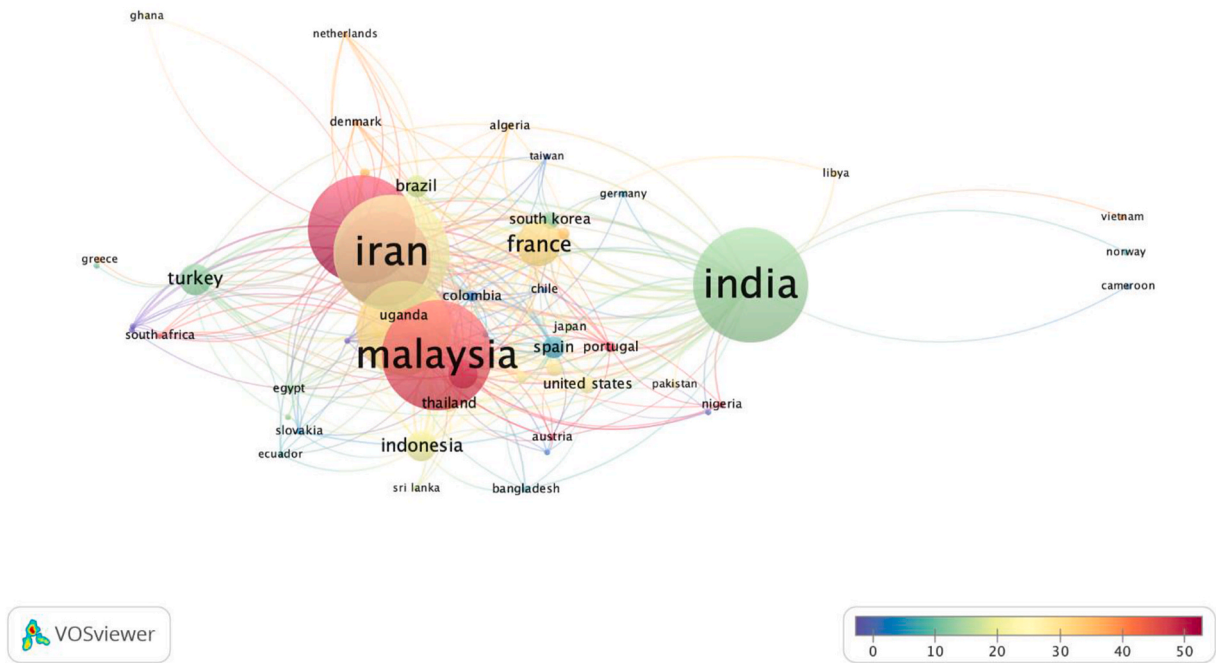 ghana
netherlands
denmark
algeria
taiwan
libya
brazil
germany
south korea
vietnam
france
iran
norway
greece
turkey
india
cameroon
colombia
chile
uganda
japan
south africa
malaysia
spain
portugal
united states
pakistan
egypt
thailand
nigeria
slovakia
austria
indonesia
ecuador
sri lanka
bangladesh
VOSviewer
0 10 20 30 40 50